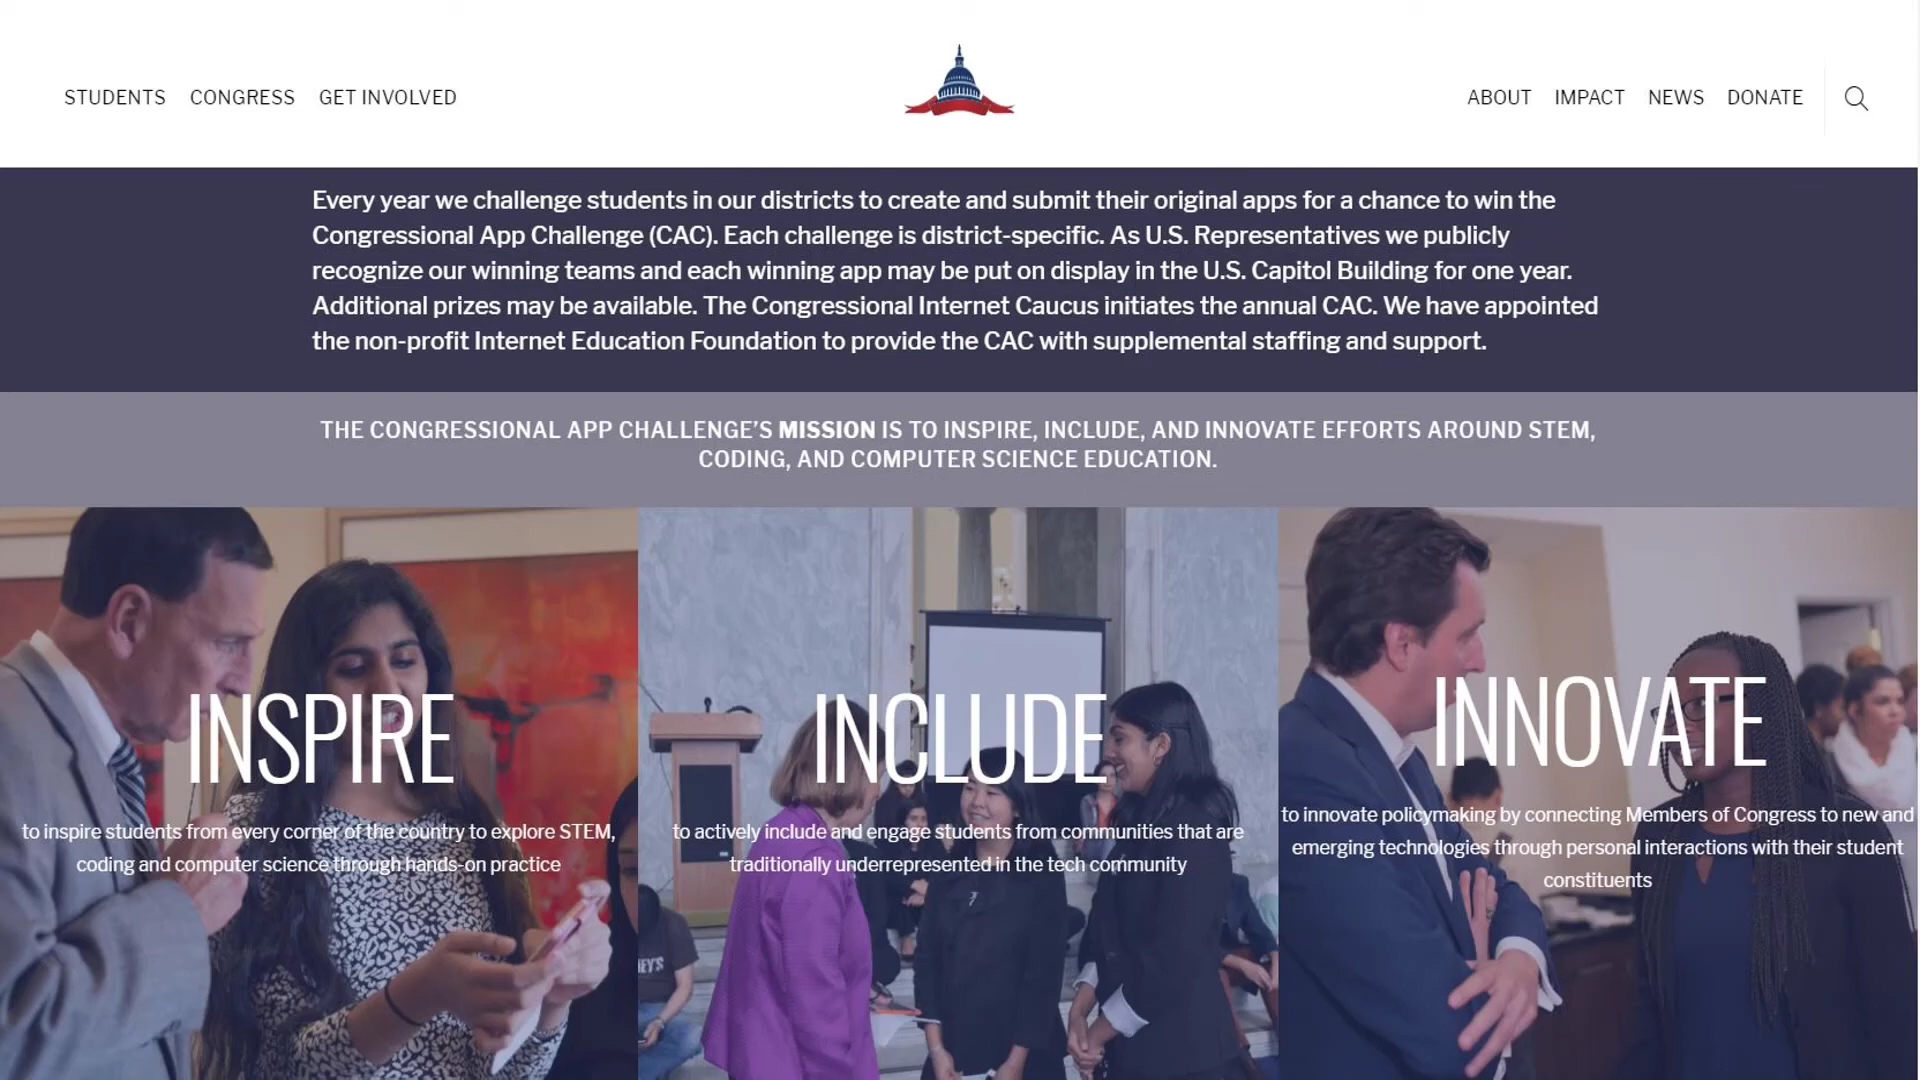 STUDENTS CONGRESS GET INVOLVED
ABOUT IMPACT NEWS DONATE
Every year we challenge students in our districts to create and submit their original apps for a chance to win the
Congressional App Challenge (CAC). Each challenge is district-specific. As U.S. Representatives we publicly
recognize our winning teams and each winning app may be put on display in the U.S. Capitol Building for one year.
Additional prizes may be available. The Congressional Internet Caucus initiates the annual CAC. We have appointed
the non-profit Internet Education Foundation to provide the CAC with supplemental staffing and support.
THE CONGRESSIONAL APP CHALLENGE’S MISSION IS TO INSPIRE, INCLUDE, AND INNOVATE EFFORTS AROUND STEM,
CODING, AND COMPUTER SCIENCE EDUCATION.
INSPIRE
to inspire students from every corner of the country to explore STEM,
coding and computer science through hands-on practice
INCLUDE
to actively include and engage students from communities that are
traditionally underrepresented in the tech community
INNOVATE
to innovate policymaking by connecting Members of Congress to new and
emerging technologies through personal interactions with their student
constituents